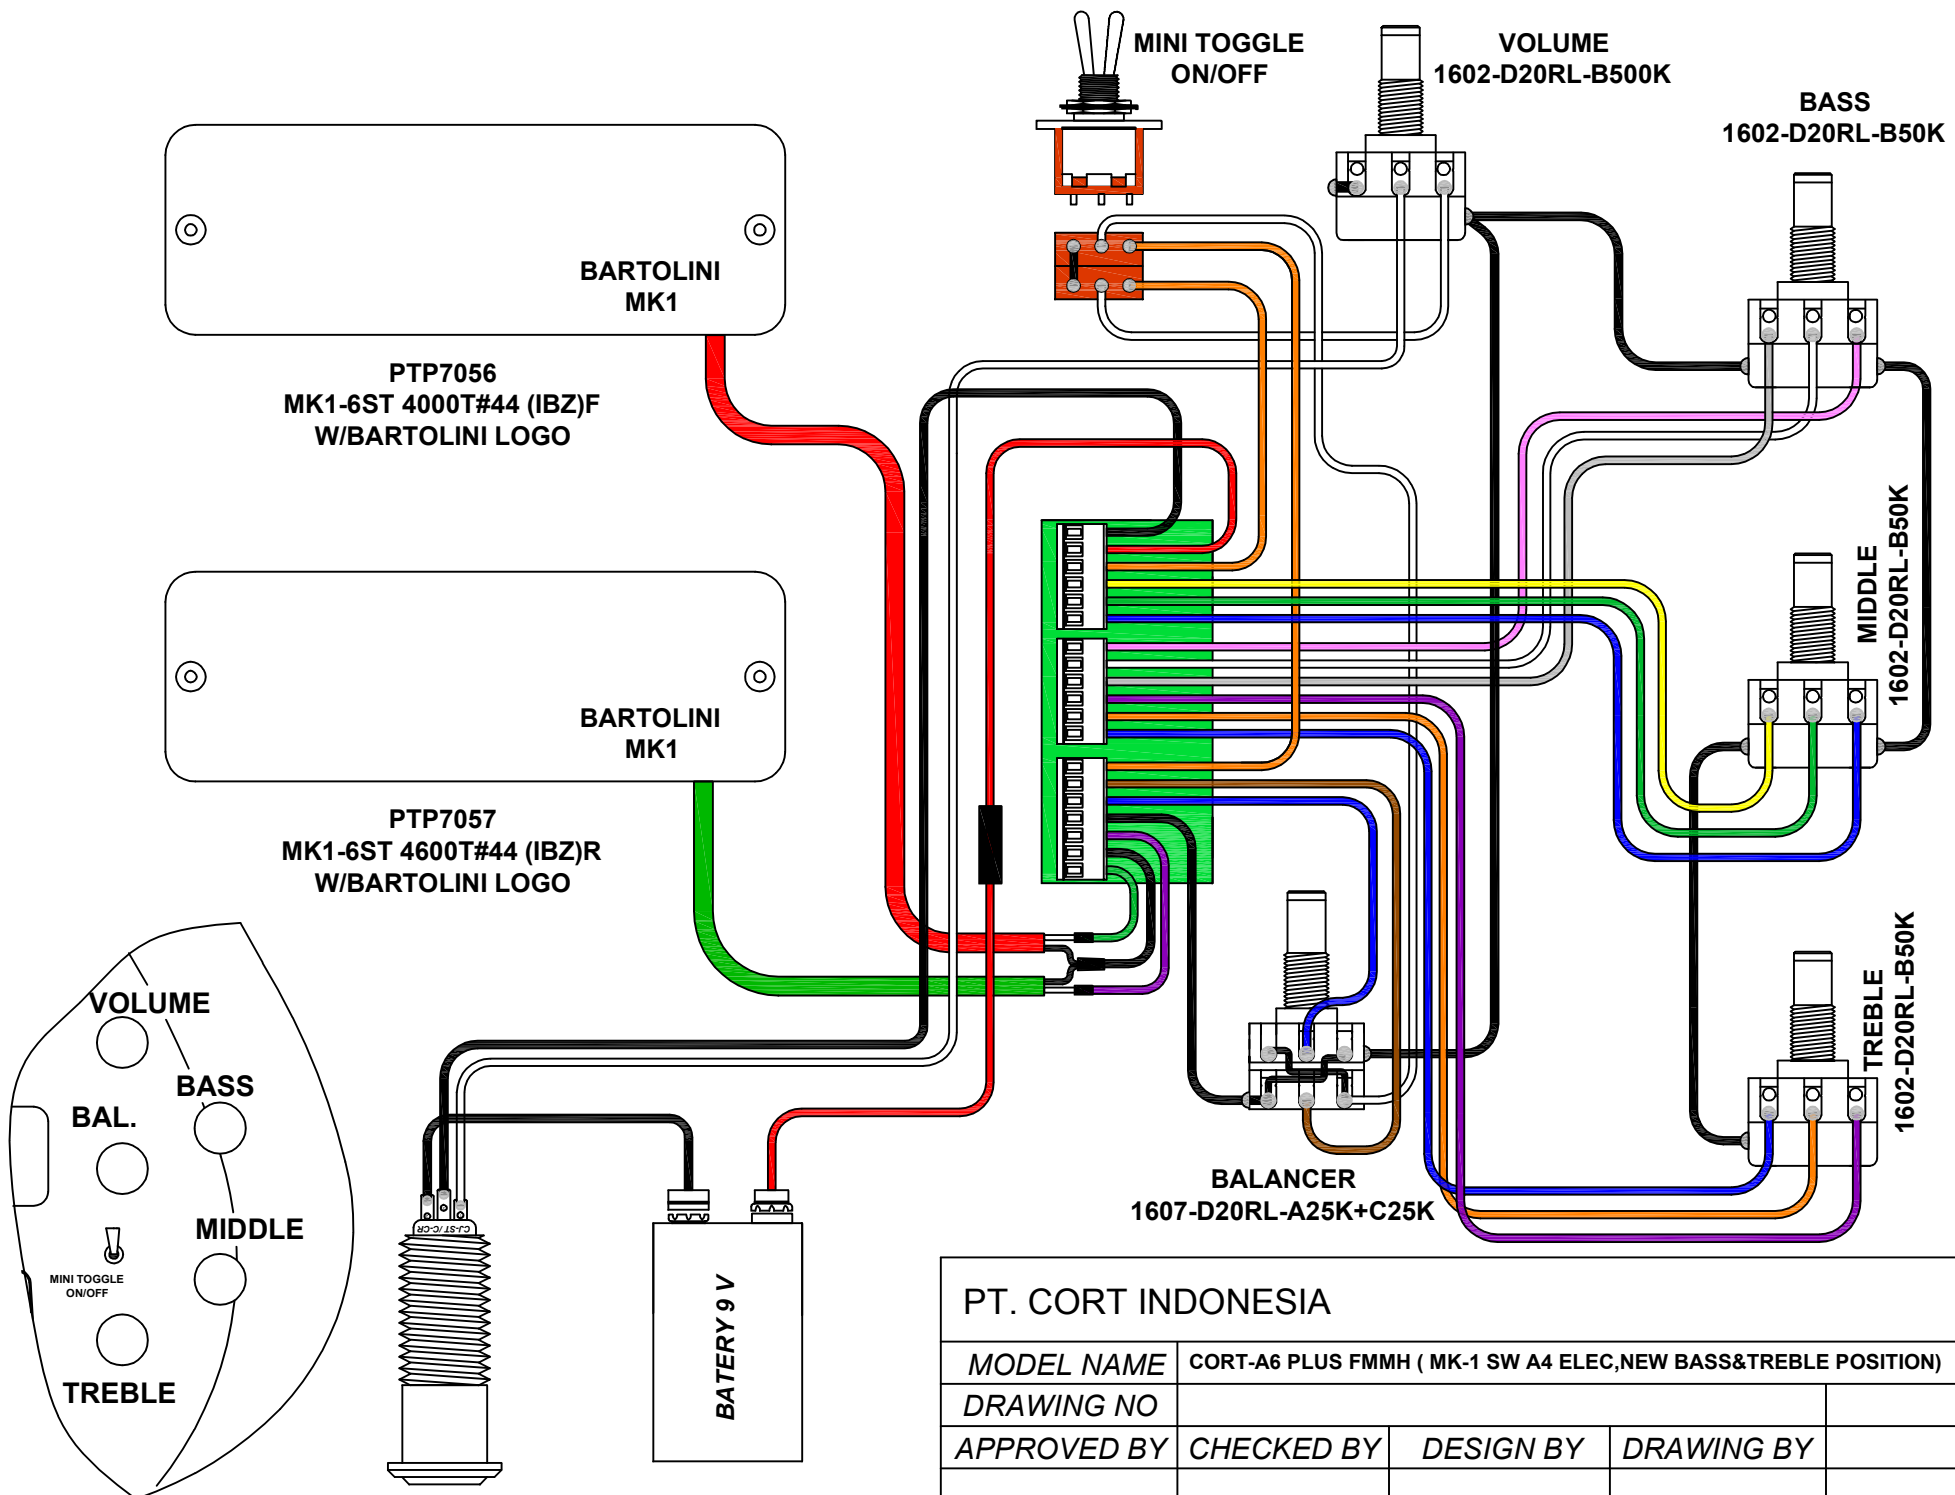 MINI TOGGLE
ON/OFF
VOLUME
1602-D20RL-B500K
BASS
1602-D20RL-B50K
BARTOLINI
MK1
PTP7056
MK1-6ST 4000T#44 (IBZ)F
W/BARTOLINI LOGO
MIDDLE
1602-D20RL-B50K
BARTOLINI
MK1
PTP7057
MK1-6ST 4600T#44 (IBZ)R
W/BARTOLINI LOGO
TREBLE
1602-D20RL-B50K
VOLUME
BASS
BAL.
MIDDLE
MINI TOGGLE
ON/OFF
TREBLE
BALANCER
1607-D20RL-A25K+C25K
CJ-ST/C-CR
BATERY 9 V
PT. CORT INDONESIA
MODEL NAME CORT-A6 PLUS FMMH ( MK-1 SW A4 ELEC,NEW BASS&TREBLE POSITION)
DRAWING NO
APPROVED BY CHECKED BY DESIGN BY DRAWING BY